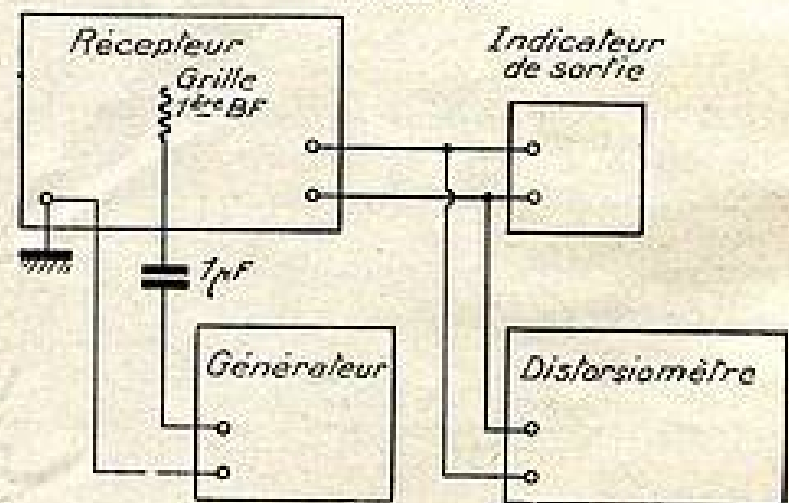 Récepteur
Grille
1ère BF
Indicateur
de sortie
1μF
Générateur
Distorsiomètre